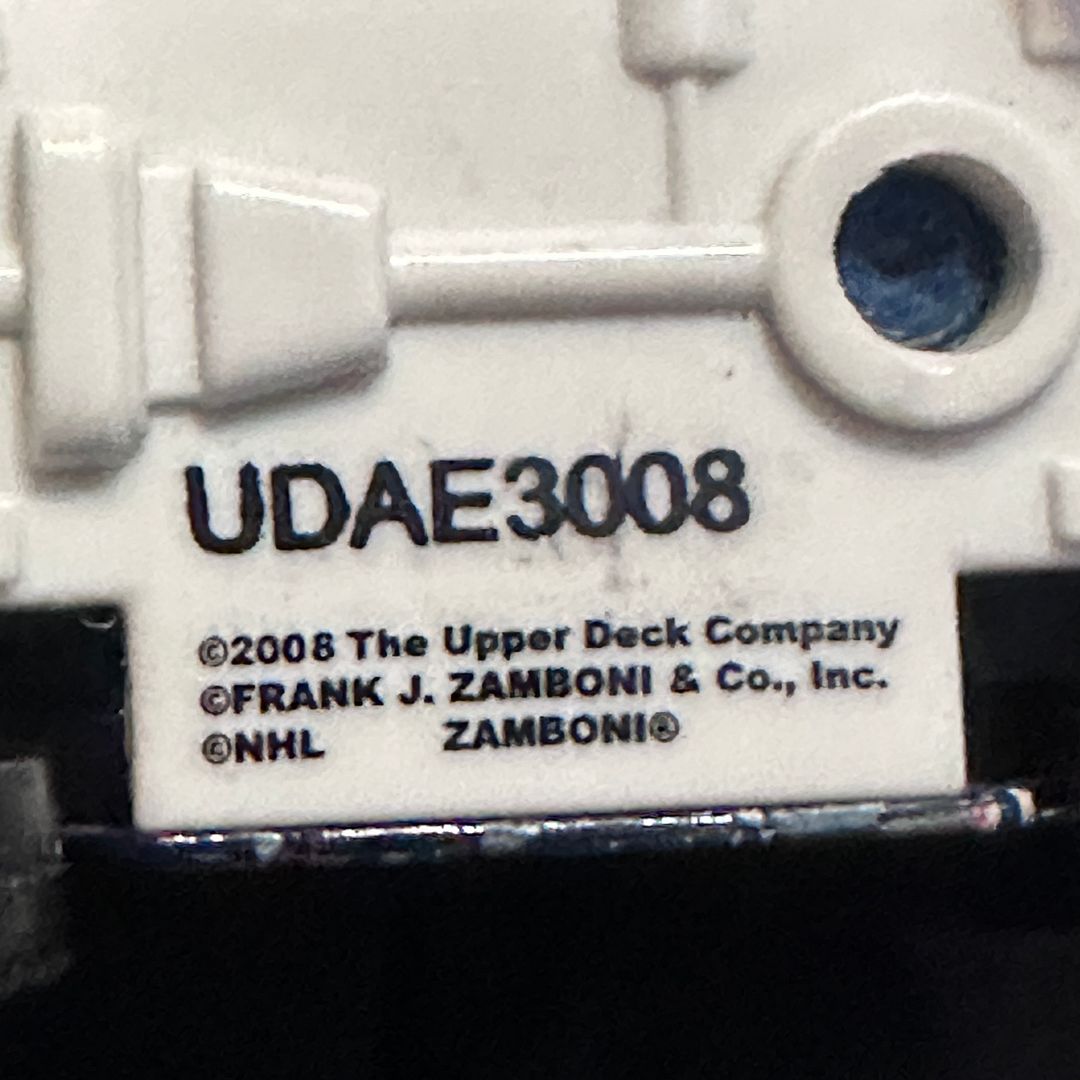 UDAE3008
©2008 The Upper Deck Company
©FRANK J. ZAMBONI & Co., Inc.
©NHL ZAMBONI®